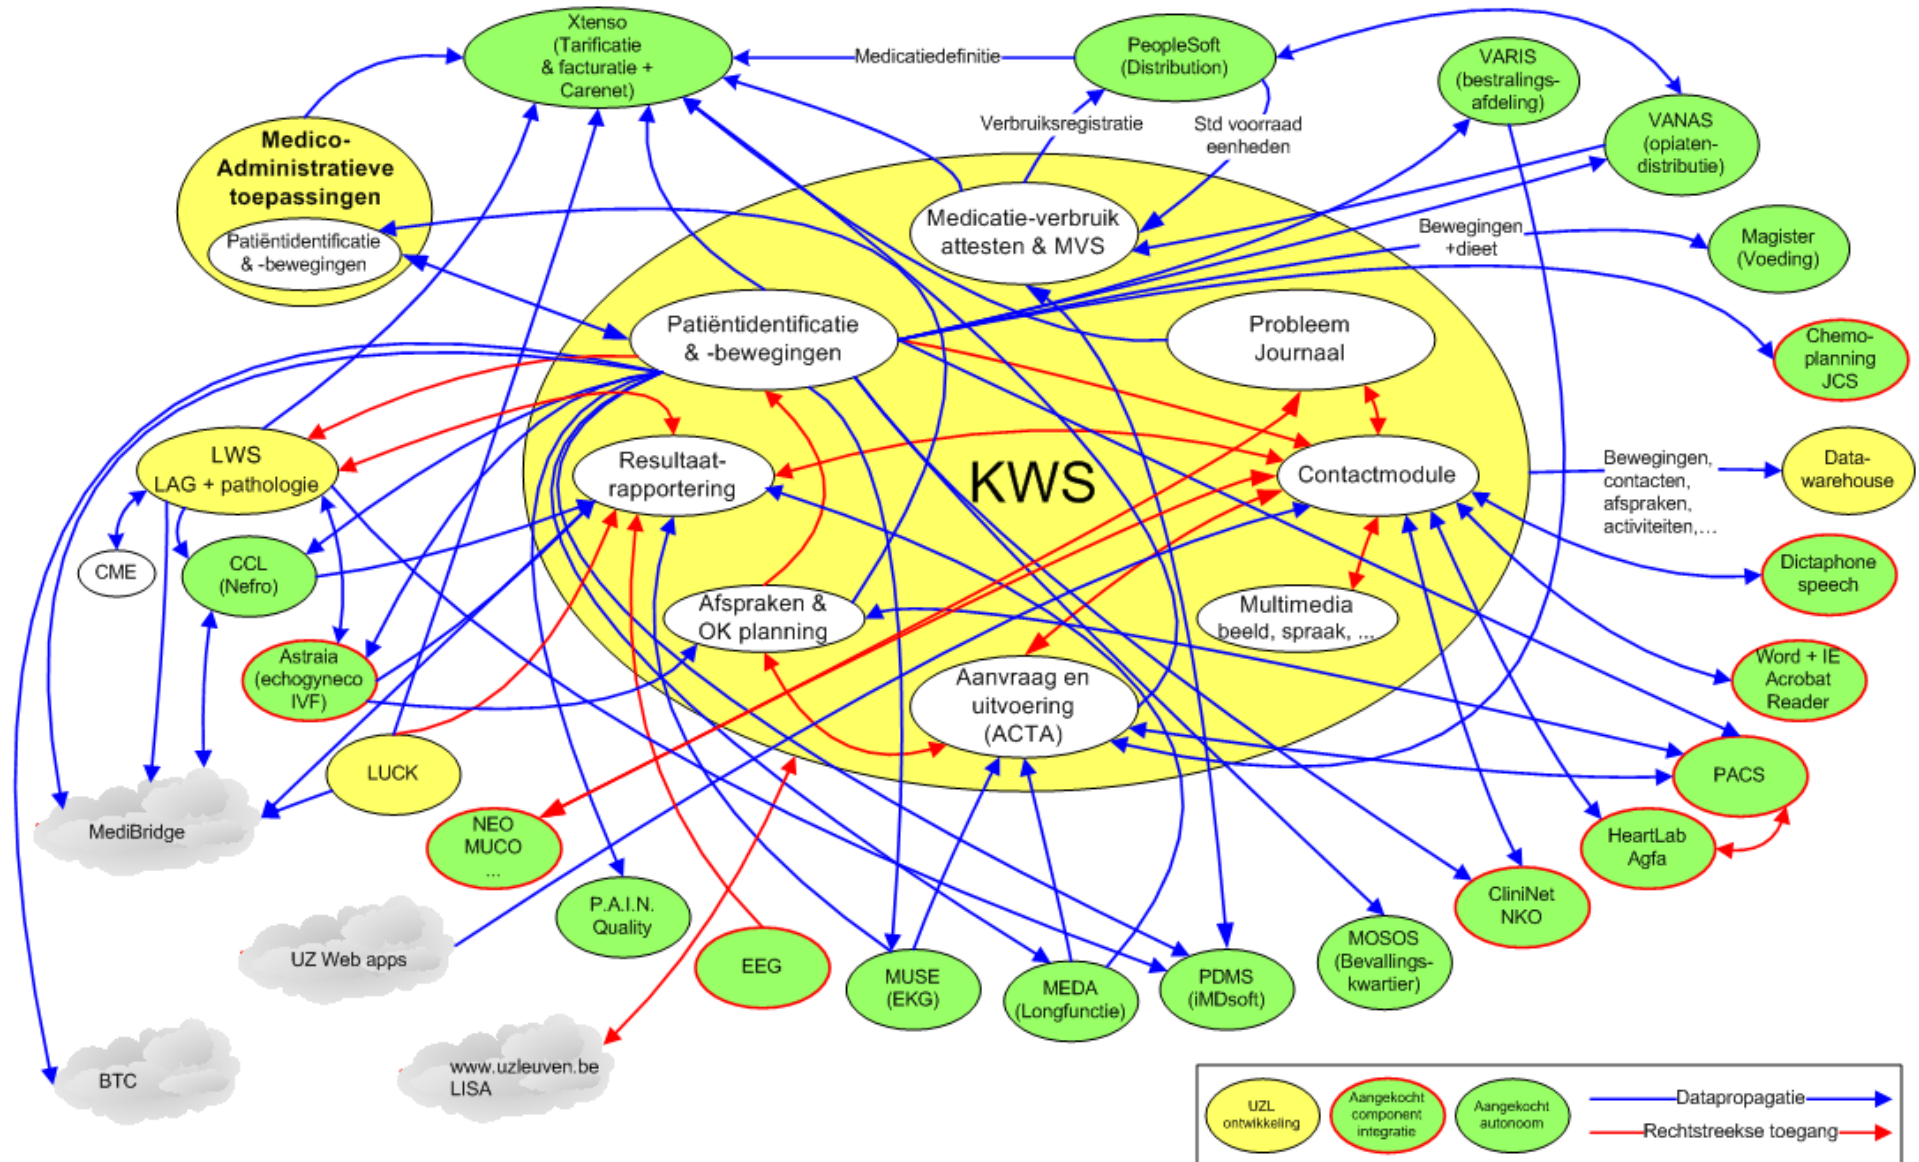 Xtenso
(Tarificatie
& facturatie +
Carenet)
Medicatiedefinitie
PeopleSoft
(Distribution)
VARIS
(bestralings-
afdeling)
VANAS
(opiaten-
distributie)
Verbruiksregistratie
Std voorraad
eenheden
Medico-
Administratieve
toepassingen
Patiëntidentificatie
& -bewegingen
Medicatie-verbruik
attesten & MVS
Bewegingen
+dieet
Magister
(Voeding)
Patiëntidentificatie
& -bewegingen
Probleem
Journaal
Chemo-
planning
JCS
LWS
LAG + pathologie
Resultaat-
rapportering
KWS
Contactmodule
Bewegingen,
contacten,
afspraken,
activiteiten,...
Data-
warehouse
CME
CCL
(Nefro)
Dictaphone
speech
Afspraken &
OK planning
Multimedia
beeld, spraak, ...
Astraia
(echogyneco
IVF)
Aanvraag en
uitvoering
(ACTA)
Word + IE
Acrobat
Reader
LUCK
PACS
MediBridge
NEO
MUCO
...
HeartLab
Agfa
P.A.I.N.
Quality
CliniNet
NKO
UZ Web apps
EEG
MUSE
(EKG)
MEDA
(Longfunctie)
PDMS
(iMDsoft)
MOSOS
(Bevallings-
kwartier)
BTC
www.uzleuven.be
LISA
UZL
ontwikkeling
Aangekocht
component
integratie
Aangekocht
autonoom
Datapropagatie
Rechtstreekse toegang